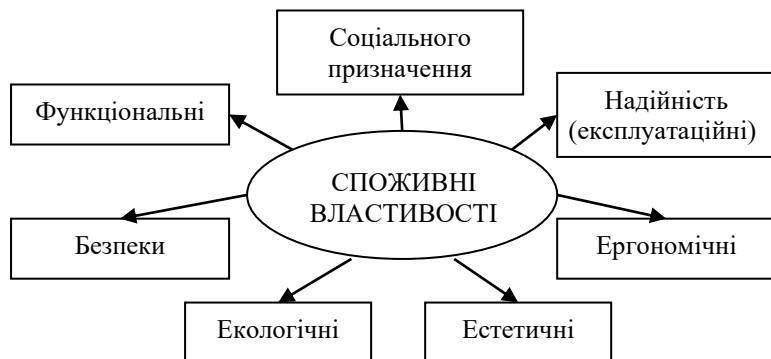 Соціального
призначення
Функціональні
Надійність
(експлуатаційні)
СПОЖИВНІ
ВЛАСТИВОСТІ
Безпеки
Ергономічні
Екологічні
Естетичні